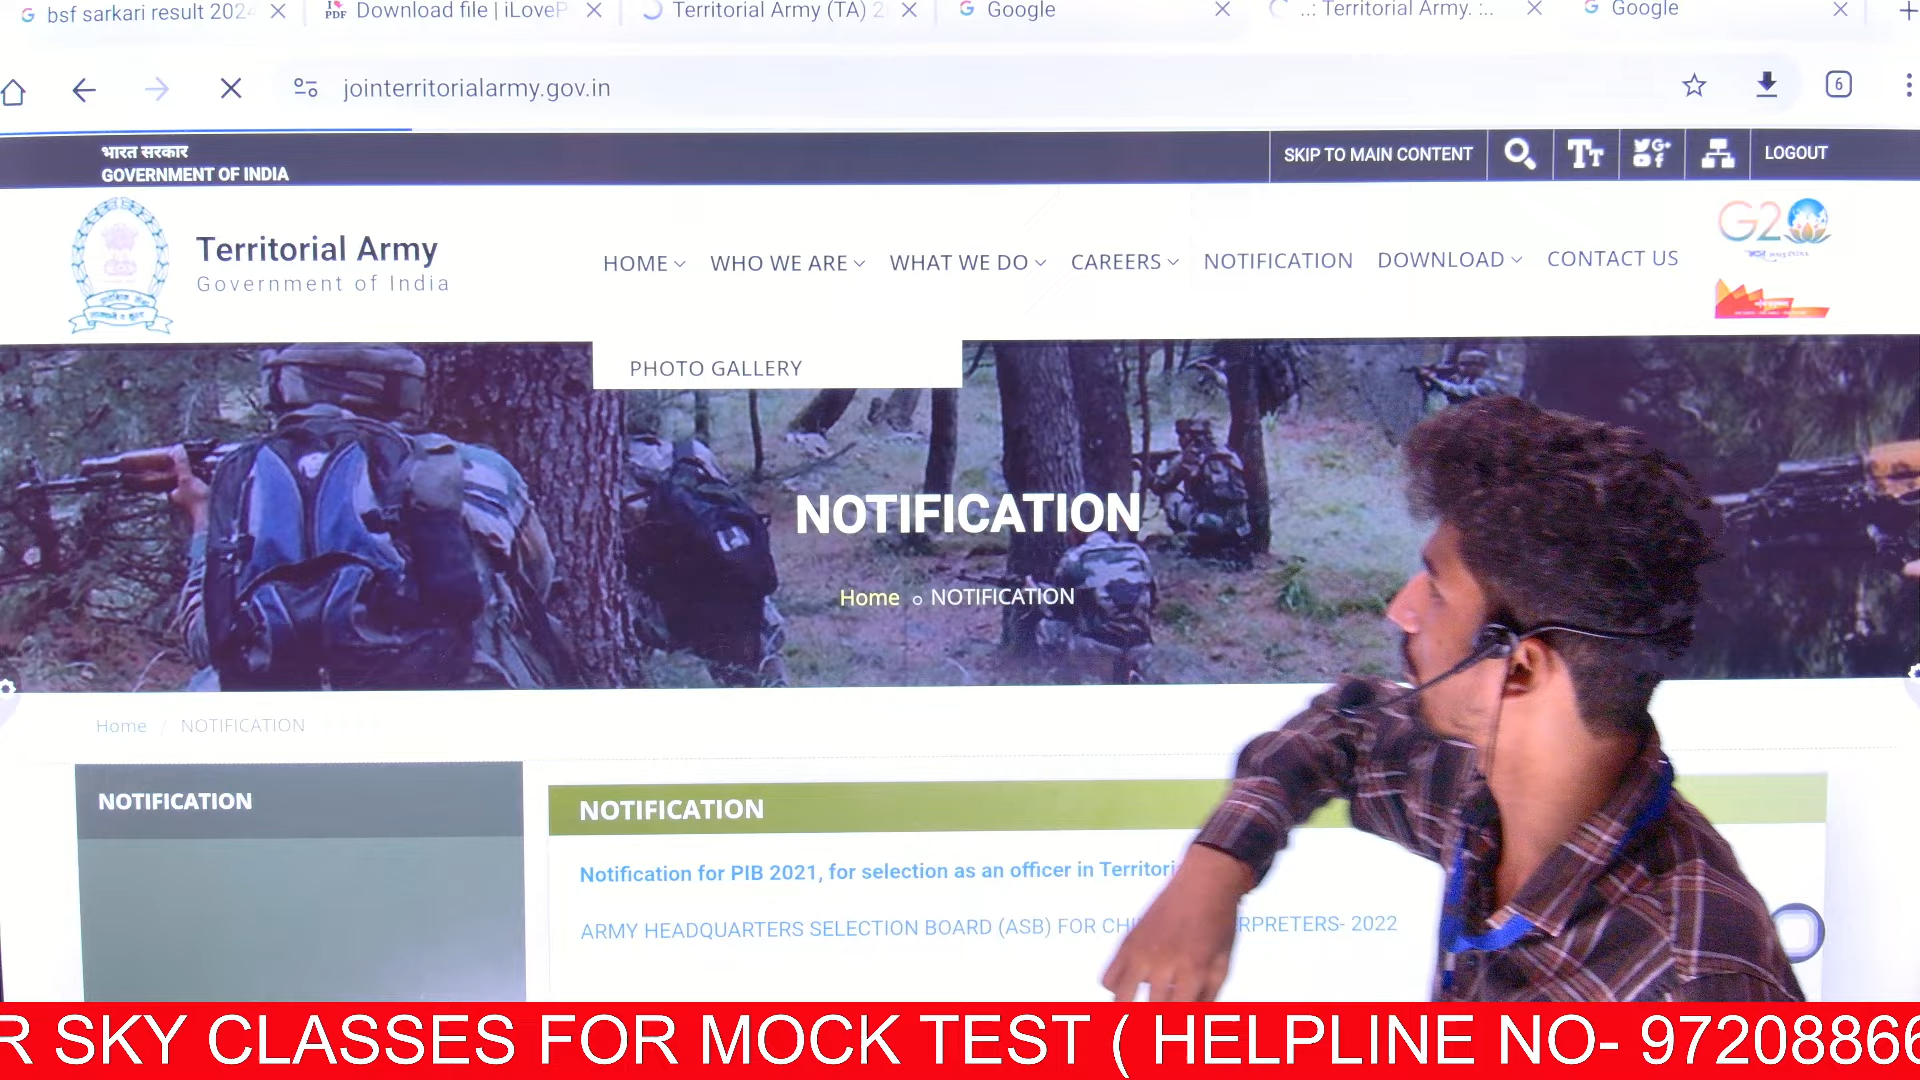 bsf sarkari result 2024
Download file | iLoveP
Territorial Army (TA) 2
Google
..: Territorial Army. :..
Google
jointerritorialarmy.gov.in
6
भारत सरकार
GOVERNMENT OF INDIA
SKIP TO MAIN CONTENT
LOGOUT
Territorial Army
Government of India
HOME
WHO WE ARE
WHAT WE DO
CAREERS
NOTIFICATION
DOWNLOAD
CONTACT US
G20
PHOTO GALLERY
NOTIFICATION
Home o NOTIFICATION
Home / NOTIFICATION
NOTIFICATION
NOTIFICATION
Notification for PIB 2021, for selection as an officer in Territori
ARMY HEADQUARTERS SELECTION BOARD (ASB) FOR CHI RPRETERS- 2022
R SKY CLASSES FOR MOCK TEST ( HELPLINE NO- 97208866